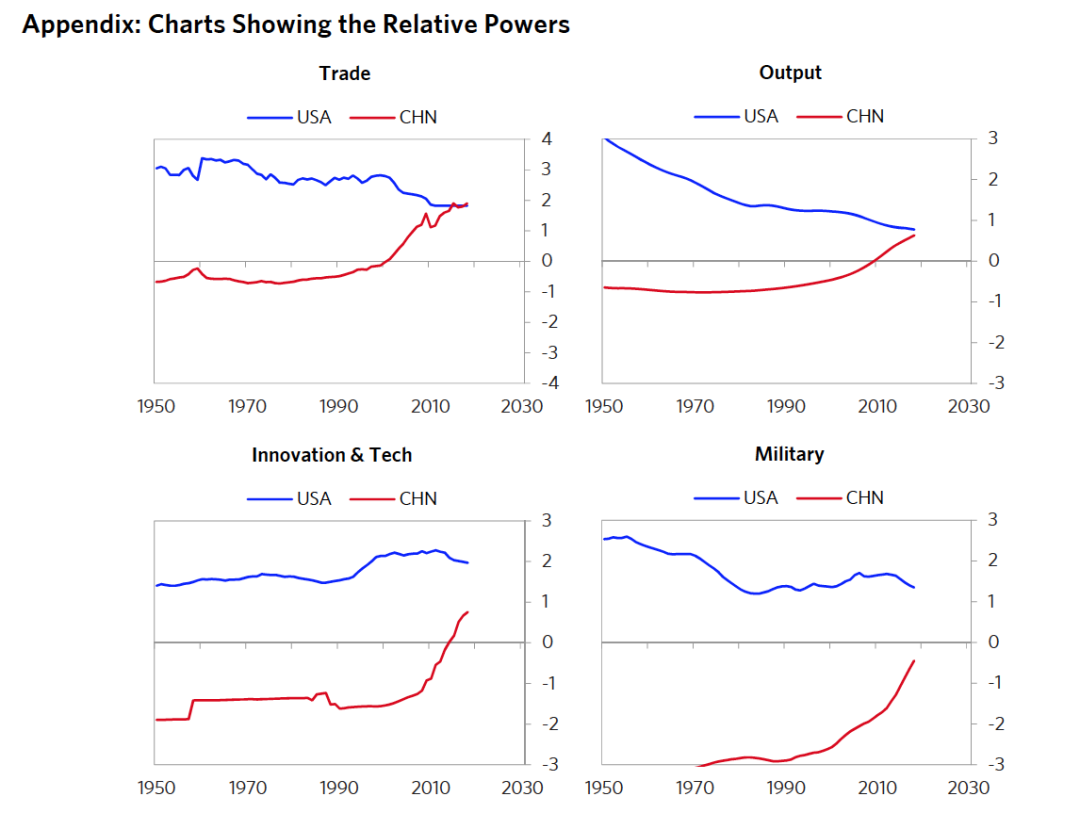 Appendix: Charts Showing the Relative Powers
Trade
USA CHN
4
3
2
1
0
-1
-2
-3
-4
1950 1970 1990 2010 2030
Output
USA CHN
3
2
1
0
-1
-2
-3
1950 1970 1990 2010 2030
Innovation & Tech
USA CHN
3
2
1
0
-1
-2
-3
1950 1970 1990 2010 2030
Military
USA CHN
3
2
1
0
-1
-2
-3
1950 1970 1990 2010 2030